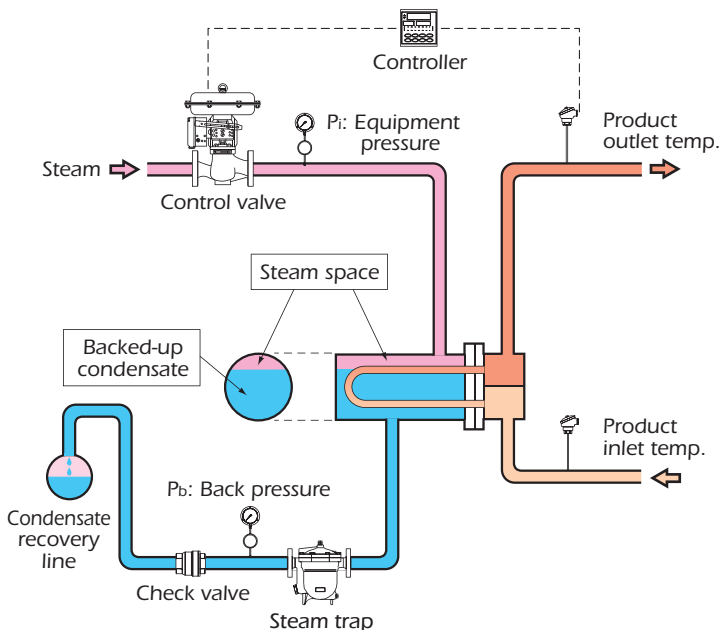 Controller
Pi: Equipment
pressure
Product
outlet temp.
Steam
Control valve
Steam space
Backed-up
condensate
Product
inlet temp.
Pb: Back pressure
Condensate
recovery
line
Check valve
Steam trap